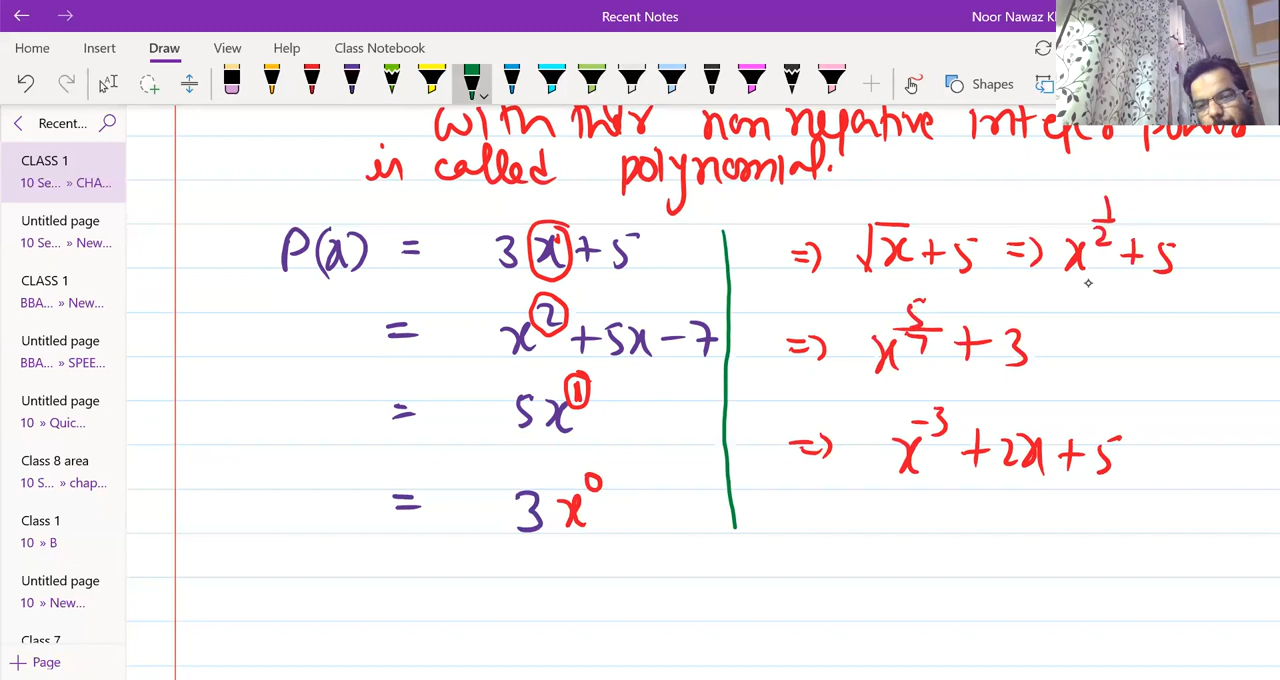 Recent Notes
Noor Nawaz
Home Insert Draw View Help Class Notebook
Shapes
Recent...
CLASS 1
10 Se... » CHA...
Untitled page
10 Se... » New...
CLASS 1
BBA... » New...
Untitled page
BBA... » SPEE...
Untitled page
10 » Quic...
Class 8 area
10 S... » chap...
Class 1
10 » B
Untitled page
10 » New...
Class 7
Page
with their non negative
is called polynomial.
P(x) = 3x¹+5
= x²+5x-7
= 5x¹
= 3x⁰
=> √x+5 => x^(1/2)+5
=> x^(5/7)+3
=> x⁻³+2x+5